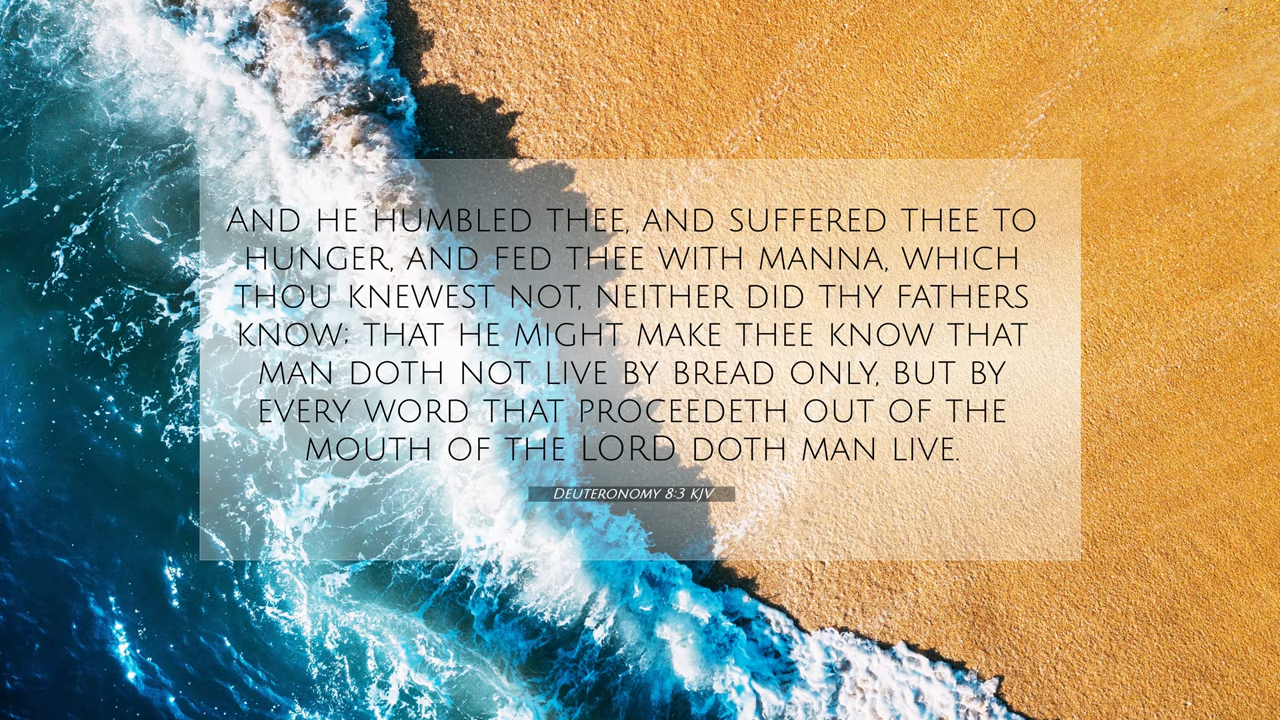 And he humbled thee, and suffered thee to
hunger, and fed thee with manna, which
thou knewest not, neither did thy fathers
know; that he might make thee know that
man doth not live by bread only, but by
every word that proceedeth out of the
mouth of the LORD doth man live.
Deuteronomy 8:3 KJV